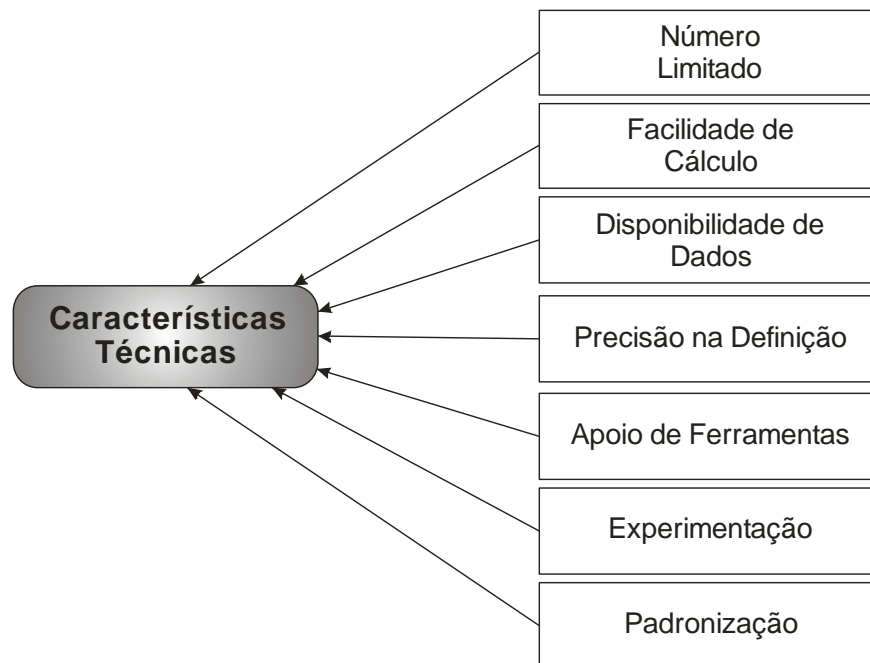 Número
Limitado
Facilidade de
Cálculo
Disponibilidade de
Dados
Características
Técnicas
Precisão na Definição
Apoio de Ferramentas
Experimentação
Padronização